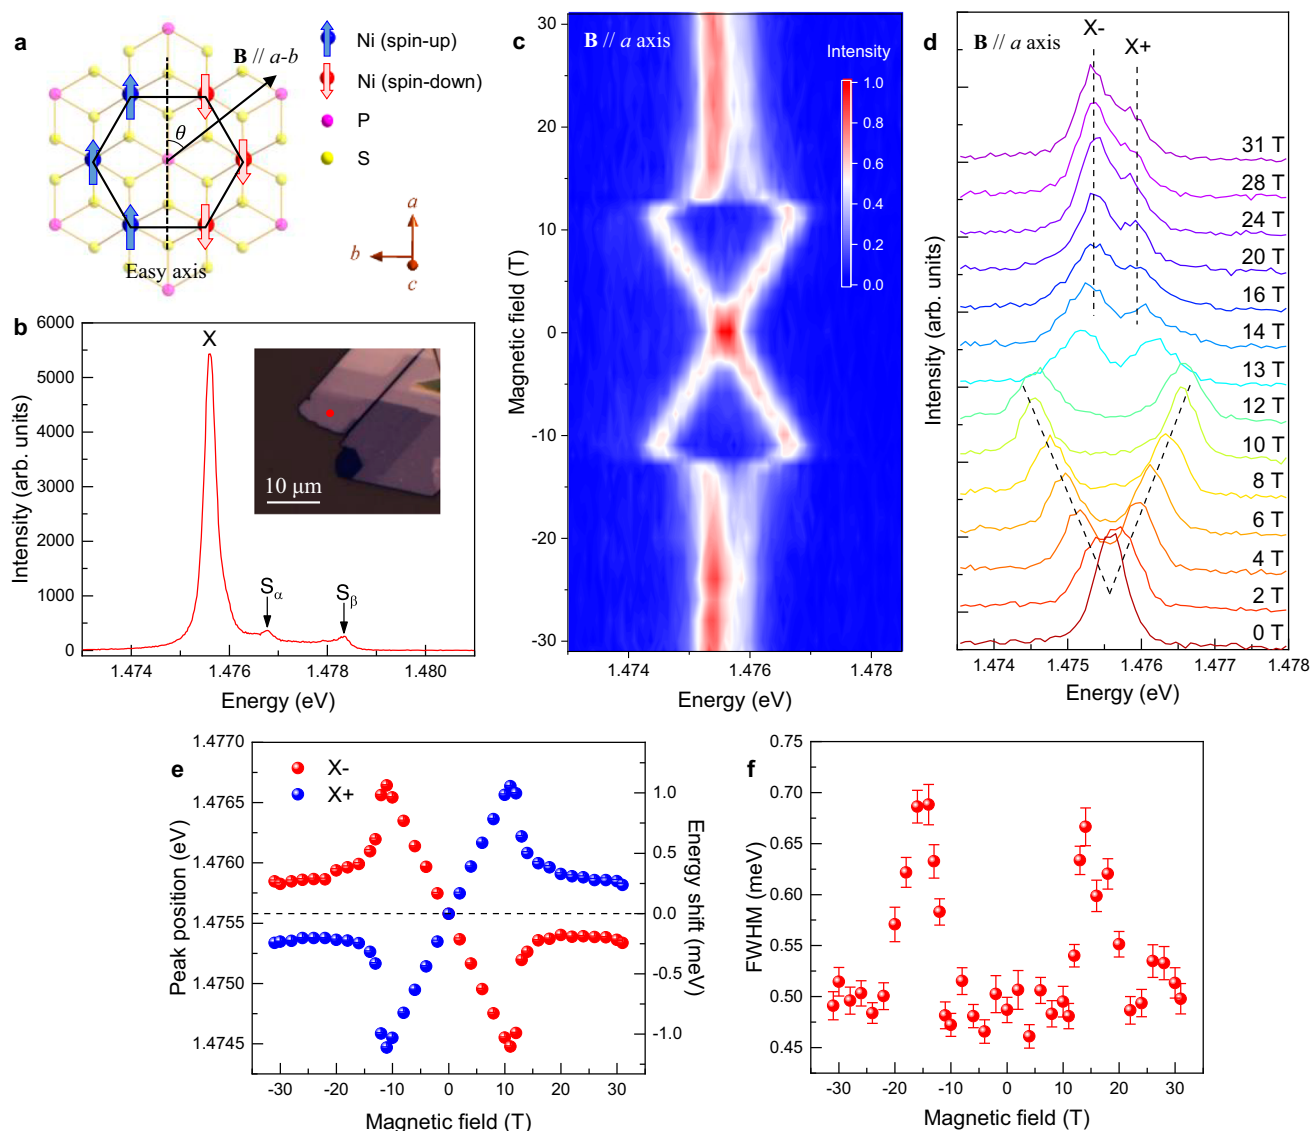 a
Ni (spin-up)
Ni (spin-down)
P
S
B // a-b
θ
Easy axis
a
b
c
b
6000
5000
4000
3000
2000
1000
0
Intensity (arb. units)
X
Sα
Sβ
10 μm
1.474
1.476
1.478
1.480
Energy (eV)
c
B // a axis
Intensity
1.0
0.8
0.6
0.4
0.2
0.0
30
20
10
0
-10
-20
-30
Magnetic field (T)
1.474
1.476
1.478
Energy (eV)
d
B // a axis
X-
X+
31 T
28 T
24 T
20 T
16 T
14 T
13 T
12 T
10 T
8 T
6 T
4 T
2 T
0 T
Intensity (arb. units)
1.474
1.475
1.476
1.477
1.478
Energy (eV)
e
X-
X+
1.4770
1.4765
1.4760
1.4755
1.4750
1.4745
Peak position (eV)
1.0
0.5
0.0
-0.5
-1.0
Energy shift (meV)
-30
-20
-10
0
10
20
30
Magnetic field (T)
f
0.75
0.70
0.65
0.60
0.55
0.50
0.45
FWHM (meV)
-30
-20
-10
0
10
20
30
Magnetic field (T)